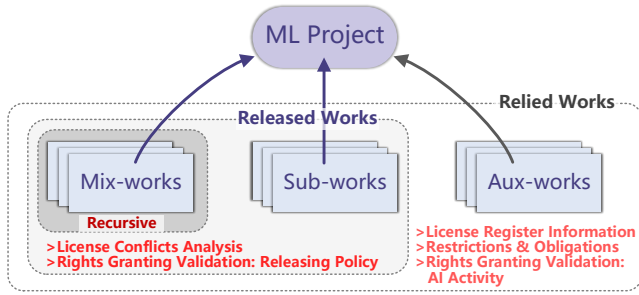 ML Project
Relied Works
Released Works
Mix-works
Sub-works
Aux-works
Recursive
>License Conflicts Analysis
>Rights Granting Validation: Releasing Policy
>License Register Information
>Restrictions & Obligations
>Rights Granting Validation:
AI Activity